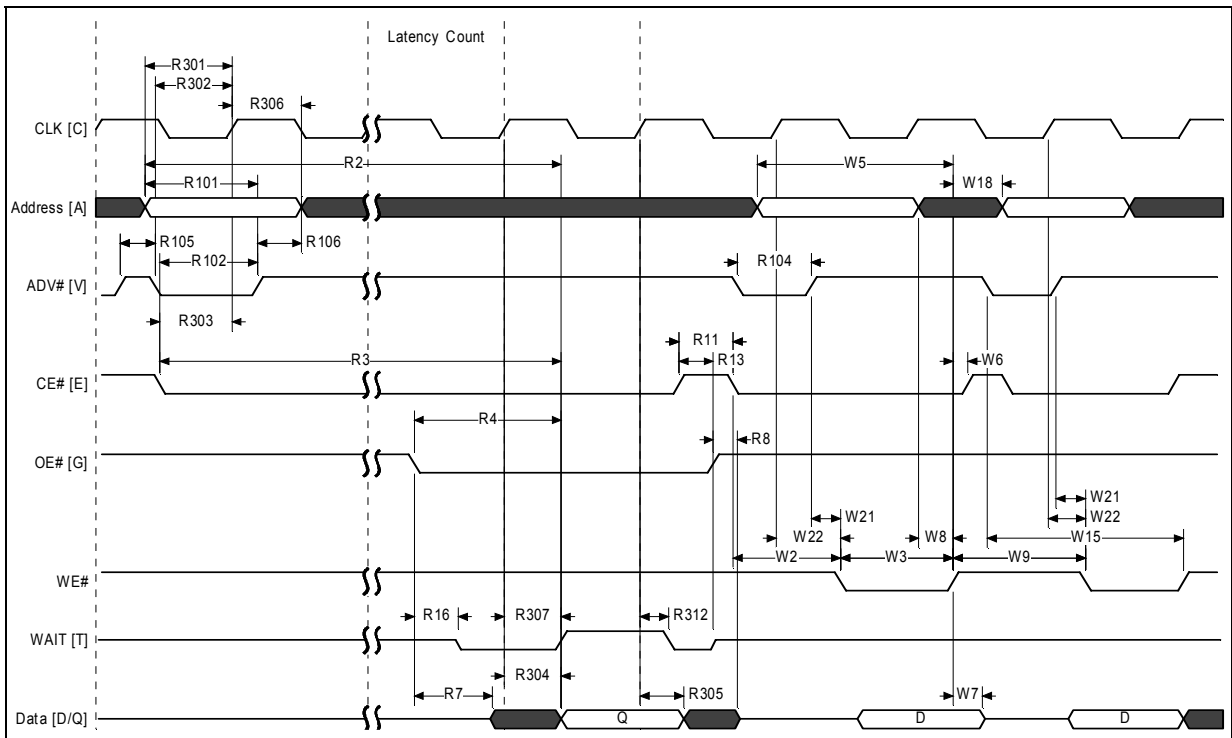 Latency Count
R301
R302
R306
CLK [C]
R2
W5
R101
W18
Address [A]
R105
R106
R102
R104
ADV# [V]
R303
R11
R3
R13
W6
CE# [E]
R4
R8
OE# [G]
W21
W21
W22
W22
W8
W15
W2
W3
W9
WE#
R16
R307
R312
WAIT [T]
R304
R7
R305
W7
Data [D/Q]
Q
D
D